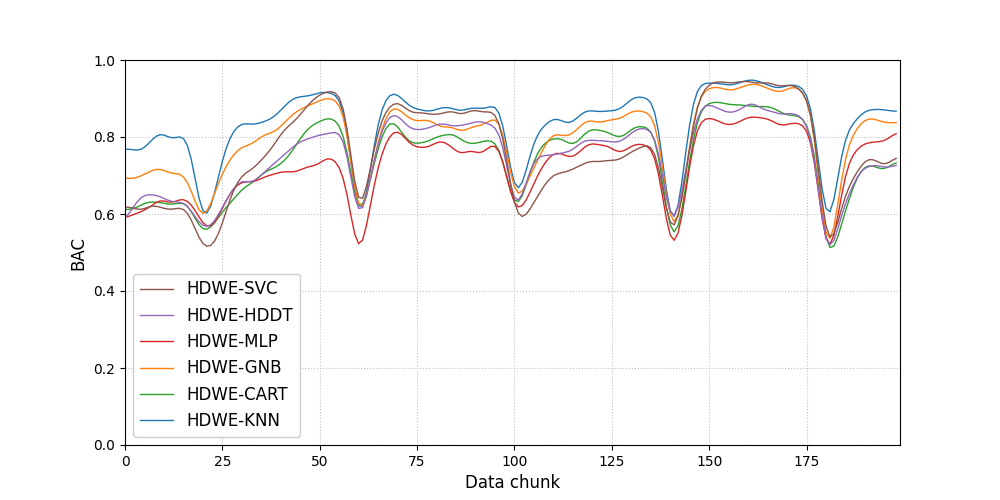 1.0
0.8
0.6
0.4
0.2
0.0
BAC
HDWE-SVC
HDWE-HDDT
HDWE-MLP
HDWE-GNB
HDWE-CART
HDWE-KNN
0 25 50 75 100 125 150 175
Data chunk